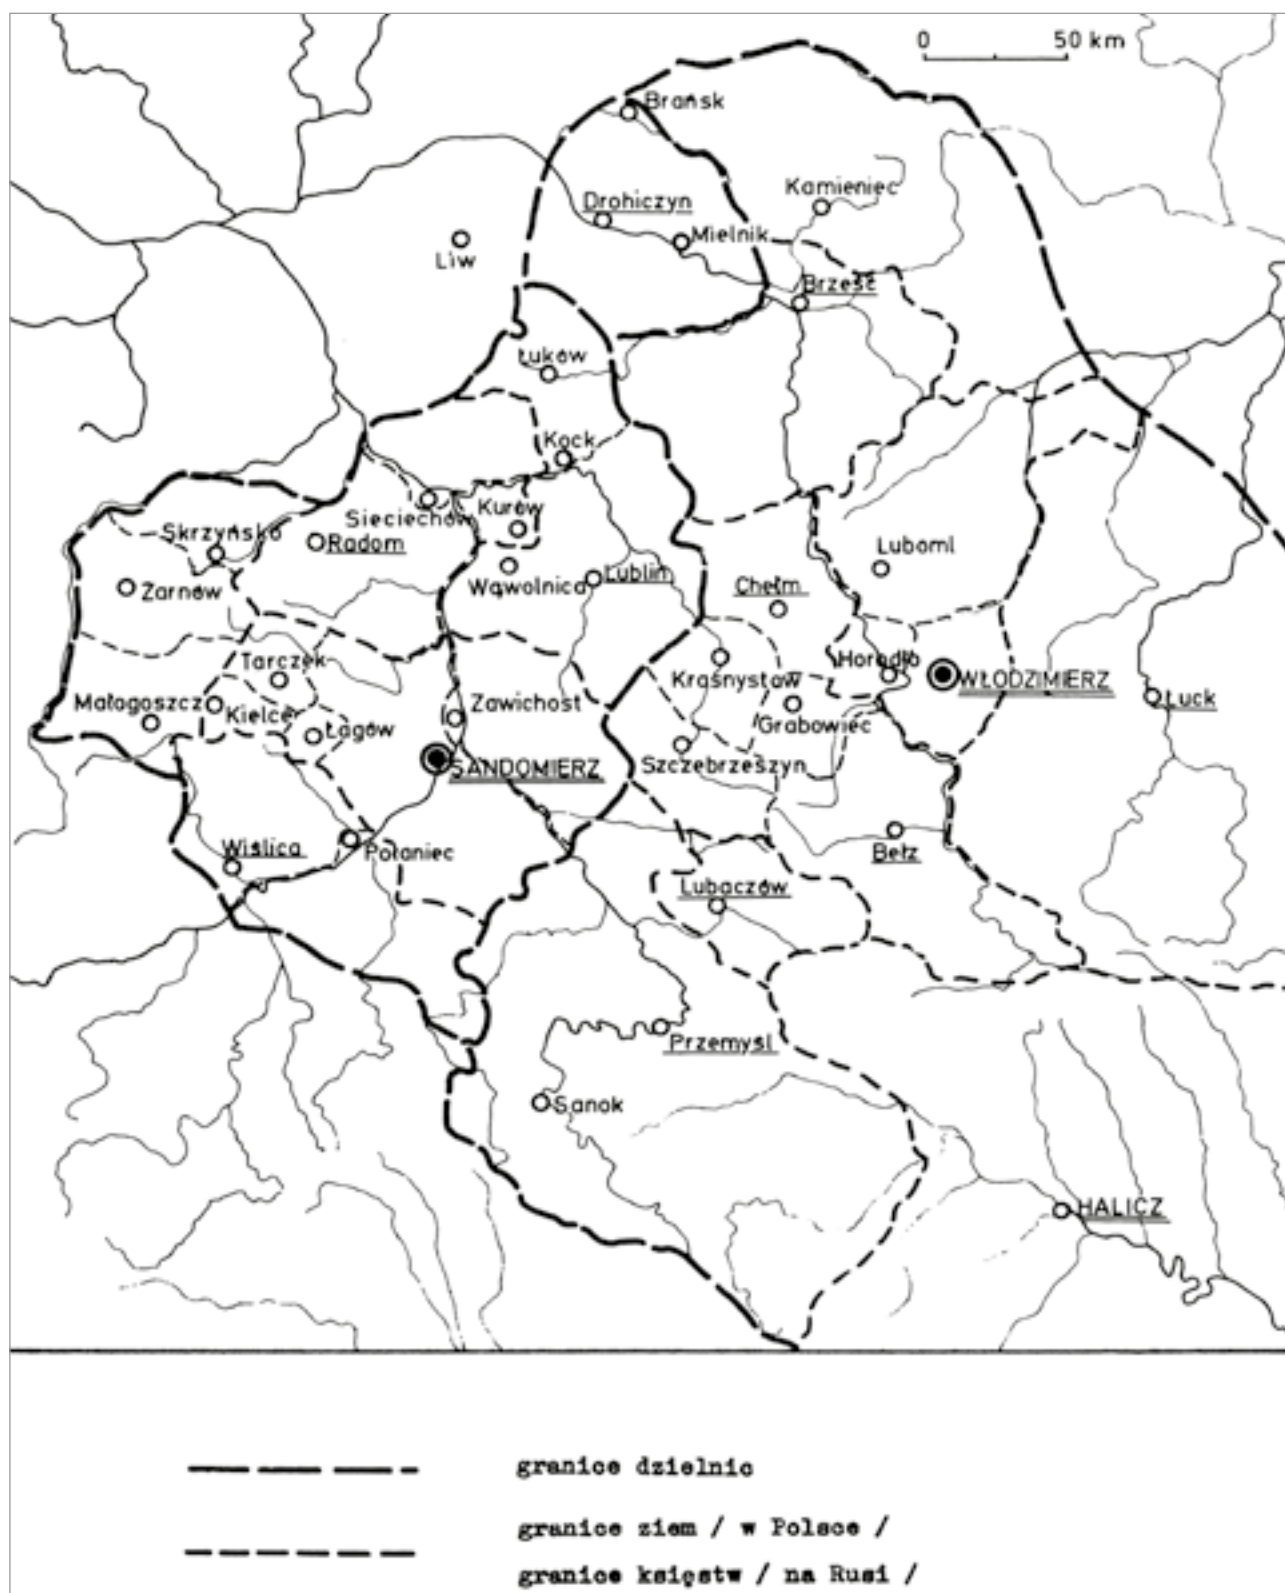 0 50 km
Brańsk
Kamieniec
Drohiczyn
Mielnik
Liw
Brześć
Łuków
Kock
Sieciechów
Kurów
Skrzyńsko
Radom
Luboml
Żarnów
Wąwolnica
Lublin
Chełm
Tarczek
Krasnystaw
Horodło
WŁODZIMIERZ
Małogoszcz
Kielce
Zawichost
Grabowiec
Łuck
Łagów
SANDOMIERZ
Szczebrzeszyn
Wiślica
Połaniec
Bełz
Lubaczów
Przemyśl
Sanok
HALICZ
granice dzielnic
granice ziem / w Polsce /
granice księstw / na Rusi /